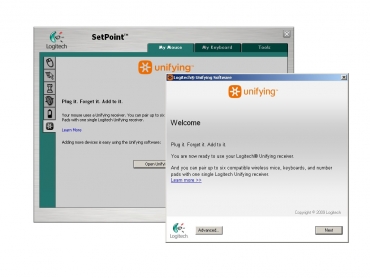 SetPoint™
Logitech
My Mouse
My Keyboard
Tools
unifying™
Plug it. Forget it. Add to it.
Your mouse uses a Unifying receiver. You can pair up to six
Pads with one single Logitech Unifying receiver.
Learn More
Adding more devices is easy using the Unifying software:
Open Unify
Logitech® Unifying Software
unifying™
Welcome
Plug it. Forget it. Add to it.
You are now ready to use your Logitech® Unifying receiver.
And you can pair up to six compatible wireless mice, keyboards, and number
pads with one single Logitech Unifying receiver.
Learn more >>
Copyright © 2008 Logitech
Logitech
Advanced...
Next